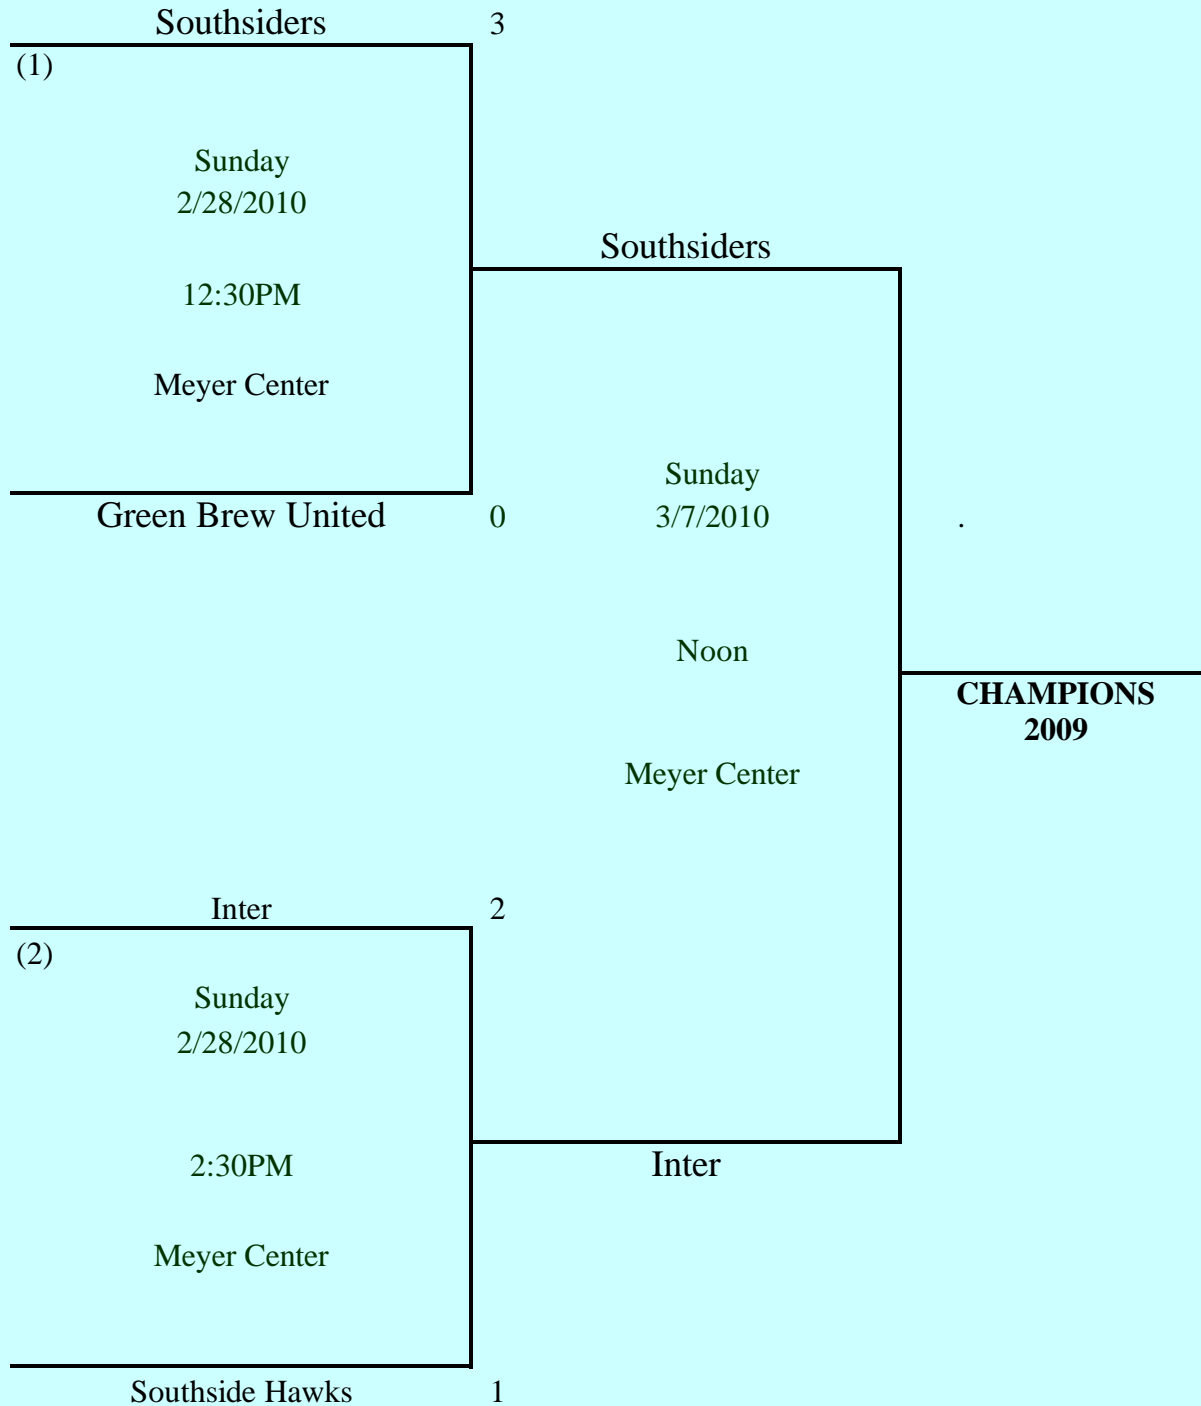 Southsiders 3
(1)
Sunday
2/28/2010
12:30PM
Meyer Center
Green Brew United 0
Southsiders
Sunday
3/7/2010
.
Noon
Meyer Center
CHAMPIONS
2009
Inter 2
(2)
Sunday
2/28/2010
2:30PM
Meyer Center
Southside Hawks 1
Inter